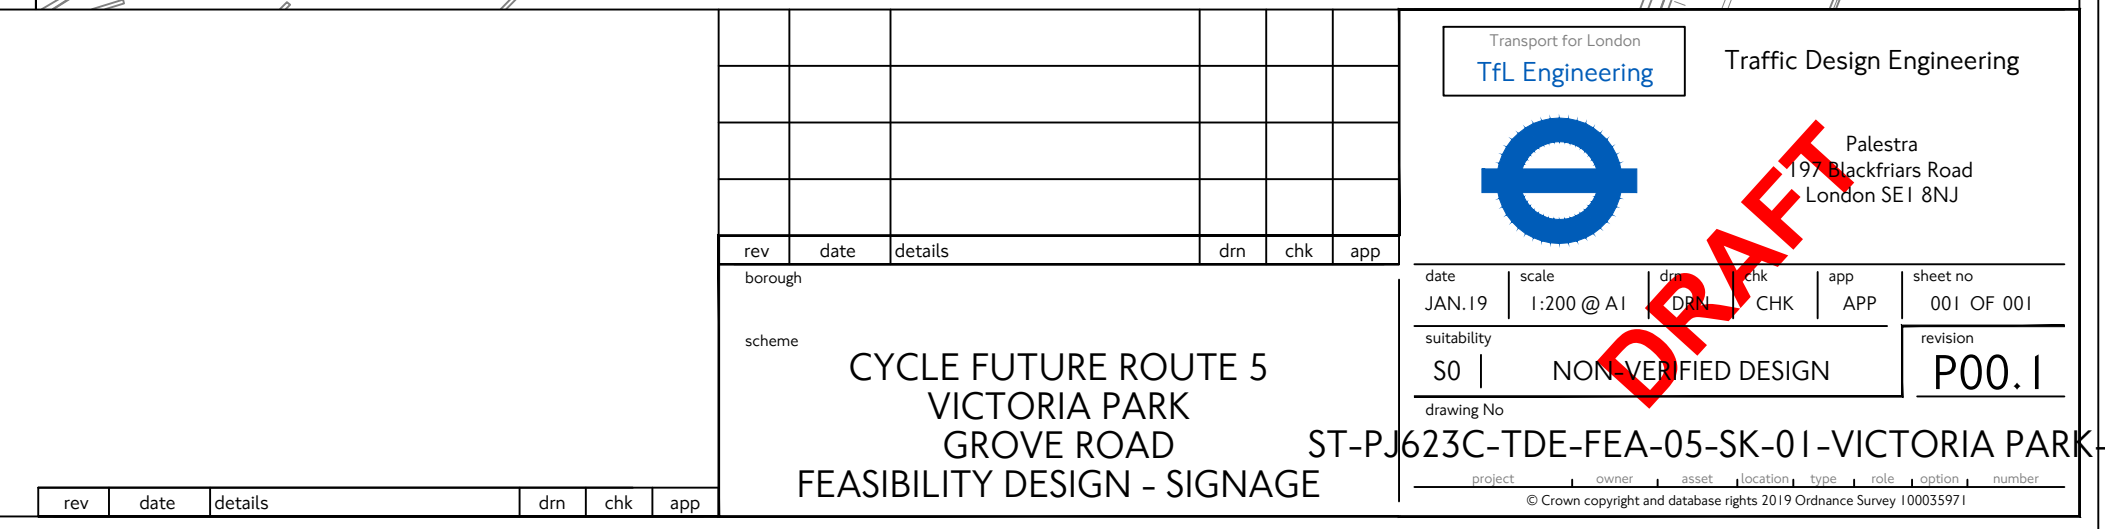 Transport for London
TfL Engineering
Traffic Design Engineering
Palestra
197 Blackfriars Road
London SE1 8NJ
DRAFT
rev date details drn chk app
borough
scheme
CYCLE FUTURE ROUTE 5
VICTORIA PARK
GROVE ROAD
FEASIBILITY DESIGN - SIGNAGE
date scale drn chk app sheet no
JAN.19 1:200 @ A1 DRN CHK APP 001 OF 001
suitability revision
S0 NON-VERIFIED DESIGN P00.1
drawing No
ST-PJ623C-TDE-FEA-05-SK-01-VICTORIA PARK-
project owner asset location type role option number
© Crown copyright and database rights 2019 Ordnance Survey 100035971
rev date details drn chk app